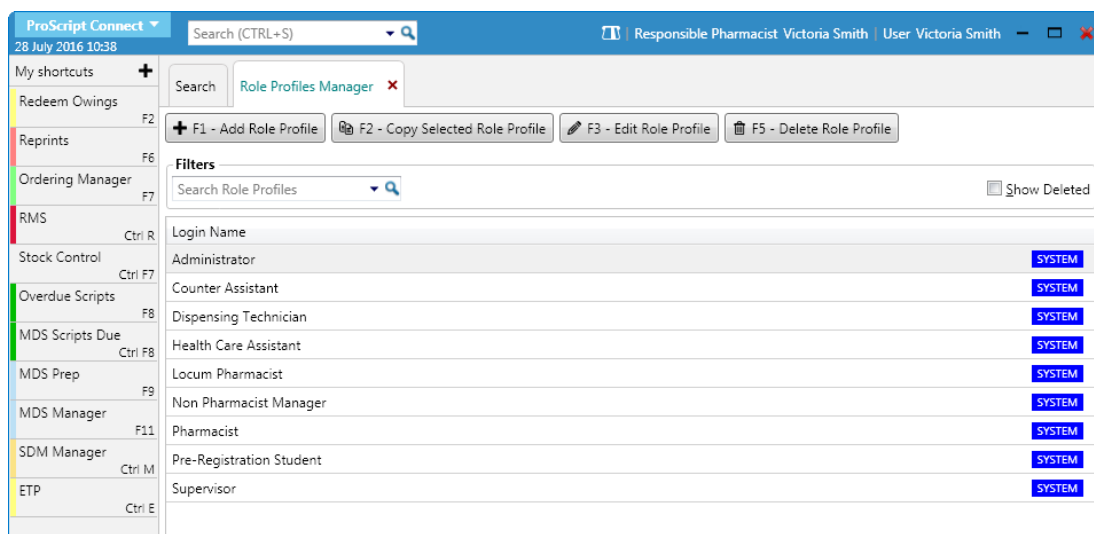 ProScript Connect
28 July 2016 10:38
Search (CTRL+S)
Responsible Pharmacist Victoria Smith | User Victoria Smith
My shortcuts
Redeem Owings
F2
Reprints
F6
Ordering Manager
F7
RMS
Ctrl R
Stock Control
Ctrl F7
Overdue Scripts
F8
MDS Scripts Due
Ctrl F8
MDS Prep
F9
MDS Manager
F11
SDM Manager
Ctrl M
ETP
Ctrl E
Search
Role Profiles Manager
F1 - Add Role Profile
F2 - Copy Selected Role Profile
F3 - Edit Role Profile
F5 - Delete Role Profile
Filters
Search Role Profiles
Show Deleted
Login Name
Administrator SYSTEM
Counter Assistant SYSTEM
Dispensing Technician SYSTEM
Health Care Assistant SYSTEM
Locum Pharmacist SYSTEM
Non Pharmacist Manager SYSTEM
Pharmacist SYSTEM
Pre-Registration Student SYSTEM
Supervisor SYSTEM